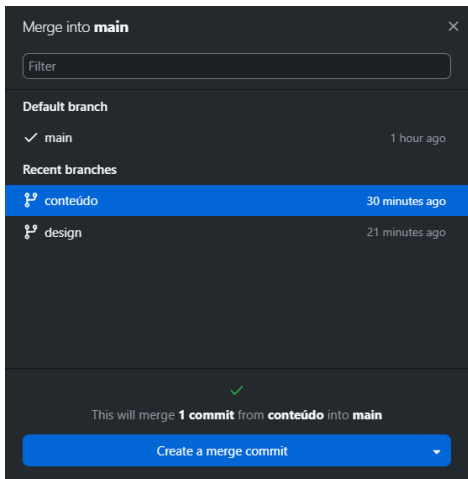 Merge into main
Filter
Default branch
main 1 hour ago
Recent branches
conteúdo 30 minutes ago
design 21 minutes ago
This will merge 1 commit from conteúdo into main
Create a merge commit